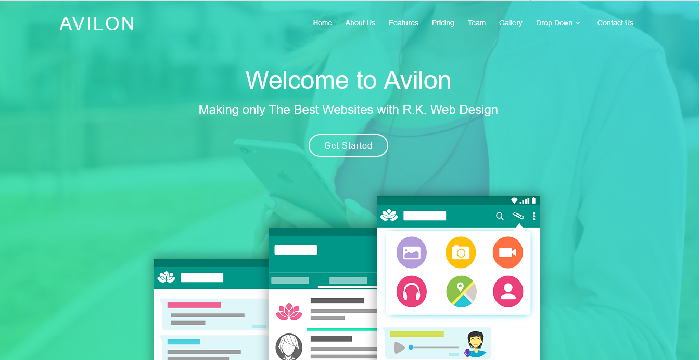 AVILON
Home About Us Features Pricing Team Gallery Drop Down Contact Us
Welcome to Avilon
Making only The Best Websites with R.K. Web Design
Get Started